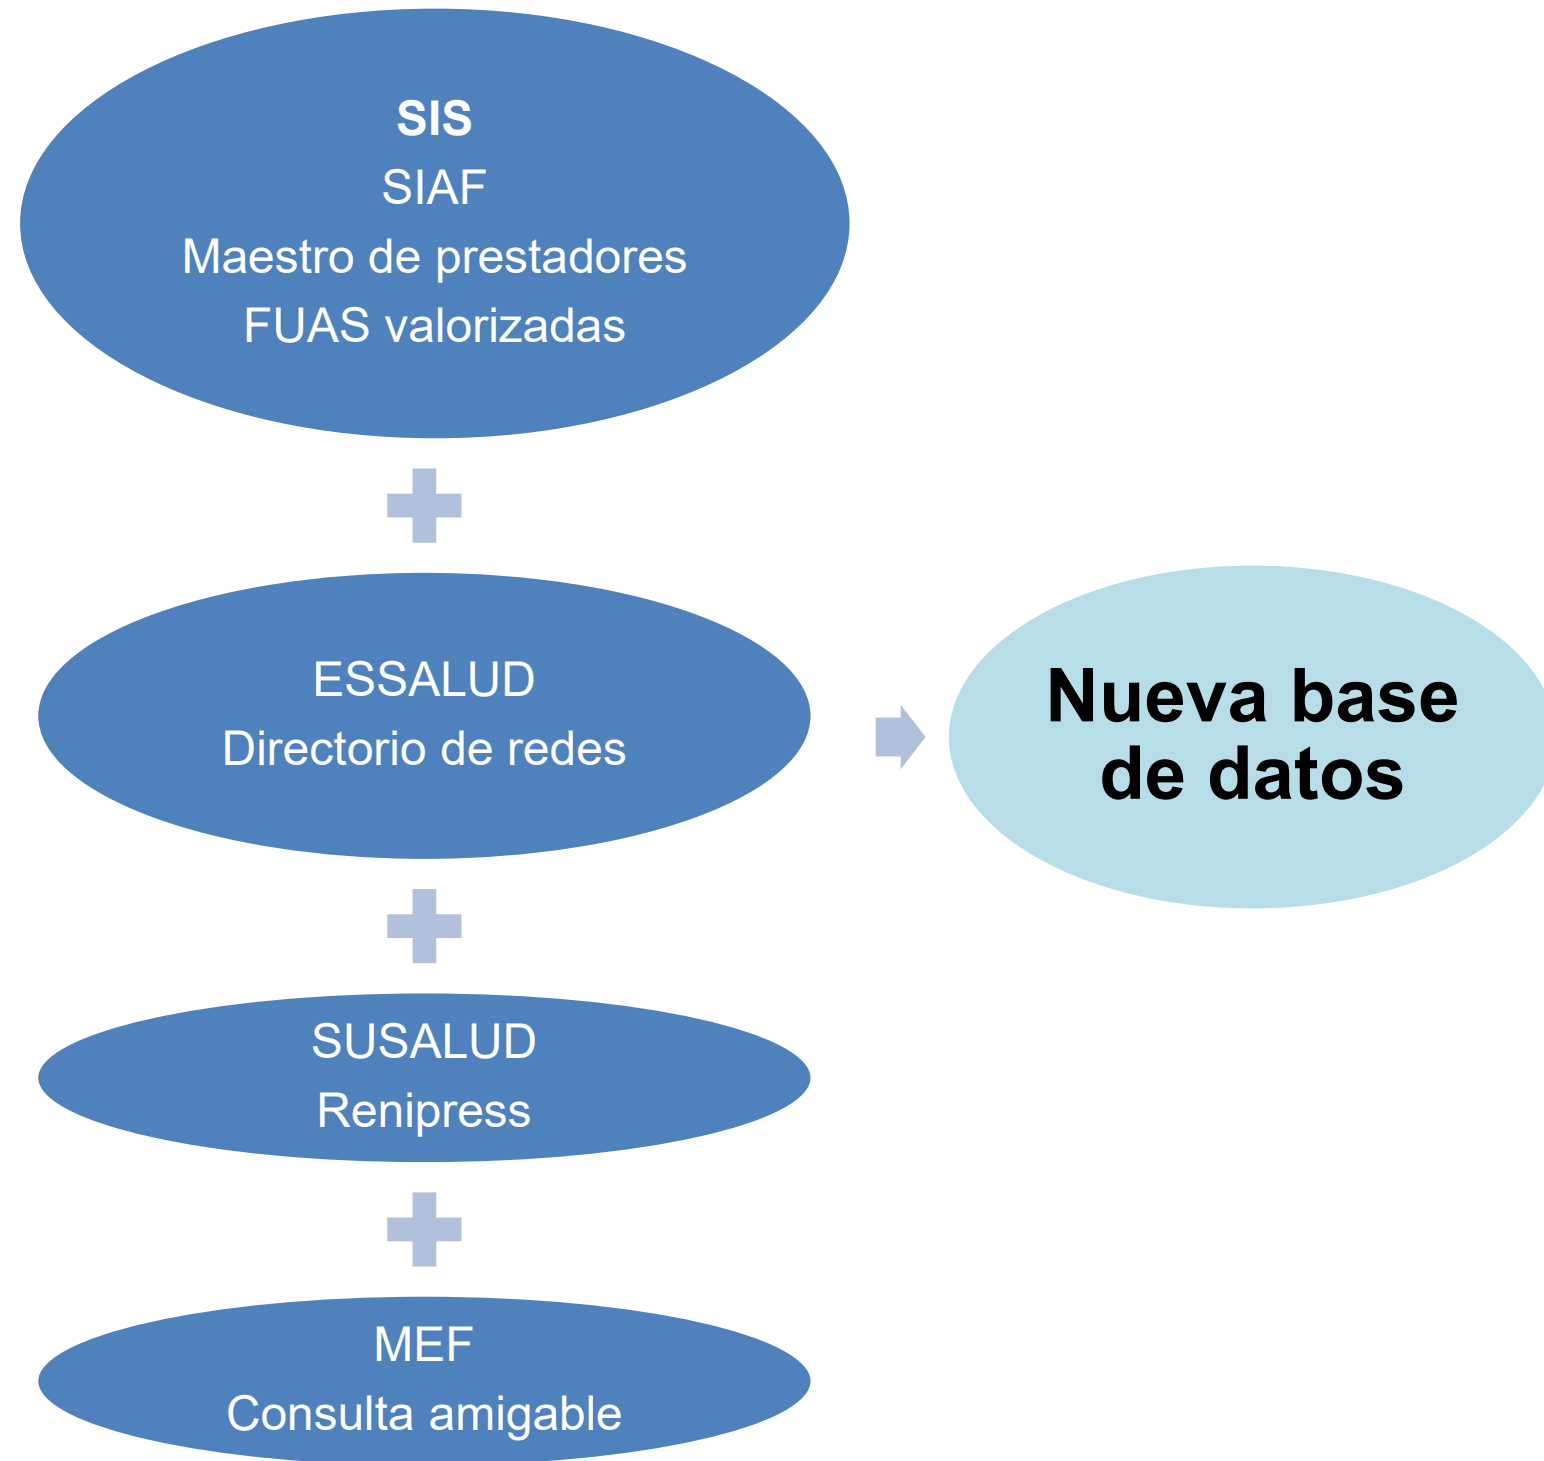 SIS
SIAF
Maestro de prestadores
FUAS valorizadas
ESSALUD
Directorio de redes
SUSALUD
Renipress
MEF
Consulta amigable
Nueva base
de datos